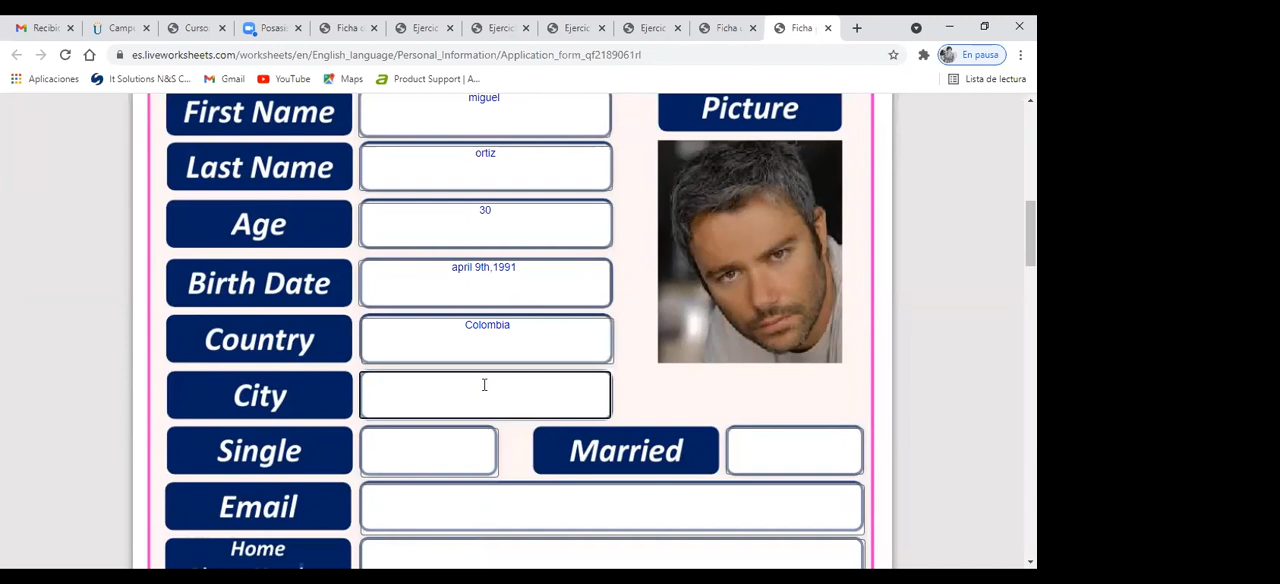 Recibi
Campu
Curso
Posasi
Ficha c
Ejercic
Ejercic
Ejercic
Ejercic
Ficha c
Ficha
es.liveworksheets.com/worksheets/en/English_language/Personal_Information/Application_form_qf2189061rl
En pausa
Aplicaciones
It Solutions N&S C...
Gmail
YouTube
Maps
Product Support | A...
Lista de lectura
First Name
miguel
Picture
Last Name
ortiz
Age
30
Birth Date
april 9th,1991
Country
Colombia
City
Single
Married
Email
Home